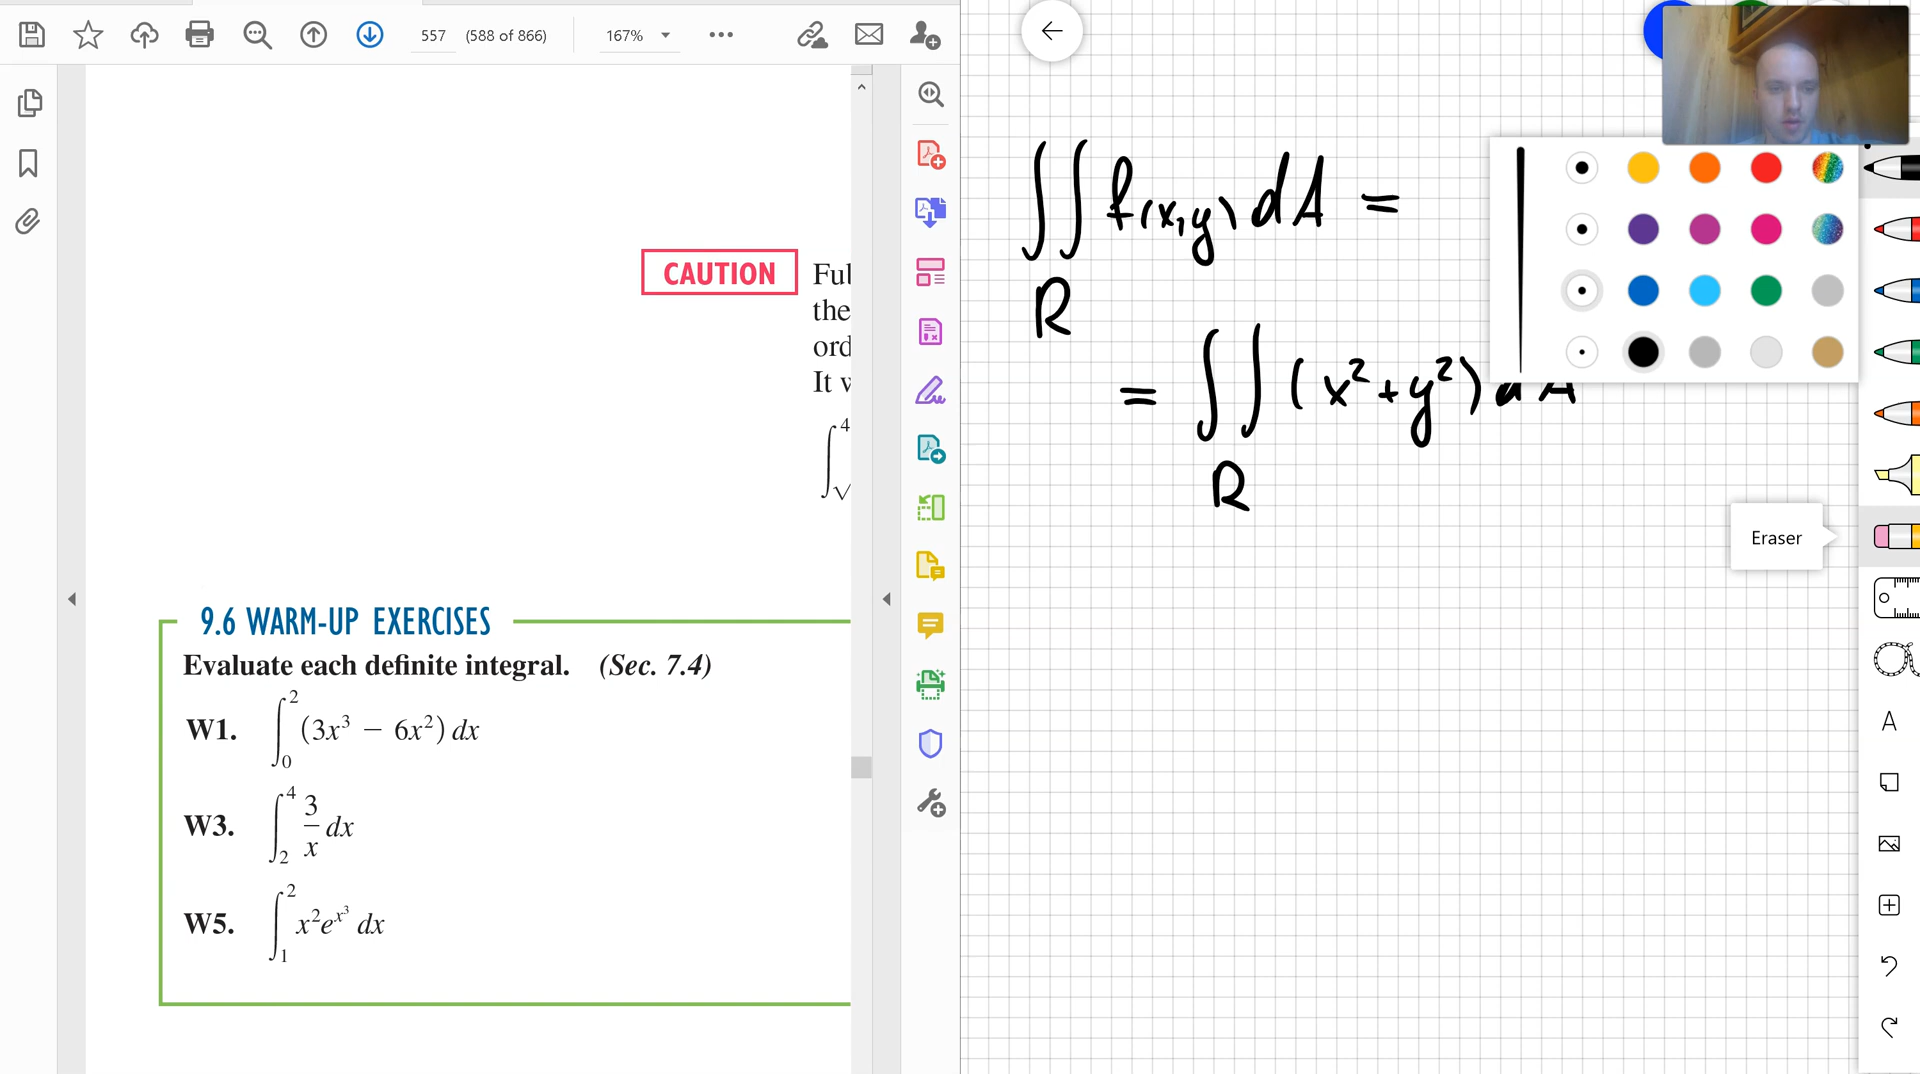 557 (588 of 866) 167%
CAUTION
Ful
the
ord
It v
∫ 4 √
9.6 WARM-UP EXERCISES
Evaluate each definite integral. (Sec. 7.4)
W1. ∫₀² (3x³ − 6x²) dx
W3. ∫₂⁴ 3/x dx
W5. ∫₁² x²e^{x³} dx
∬ f(x,y) dA =
R
= ∬ (x²+y²) dA
R
Eraser
A